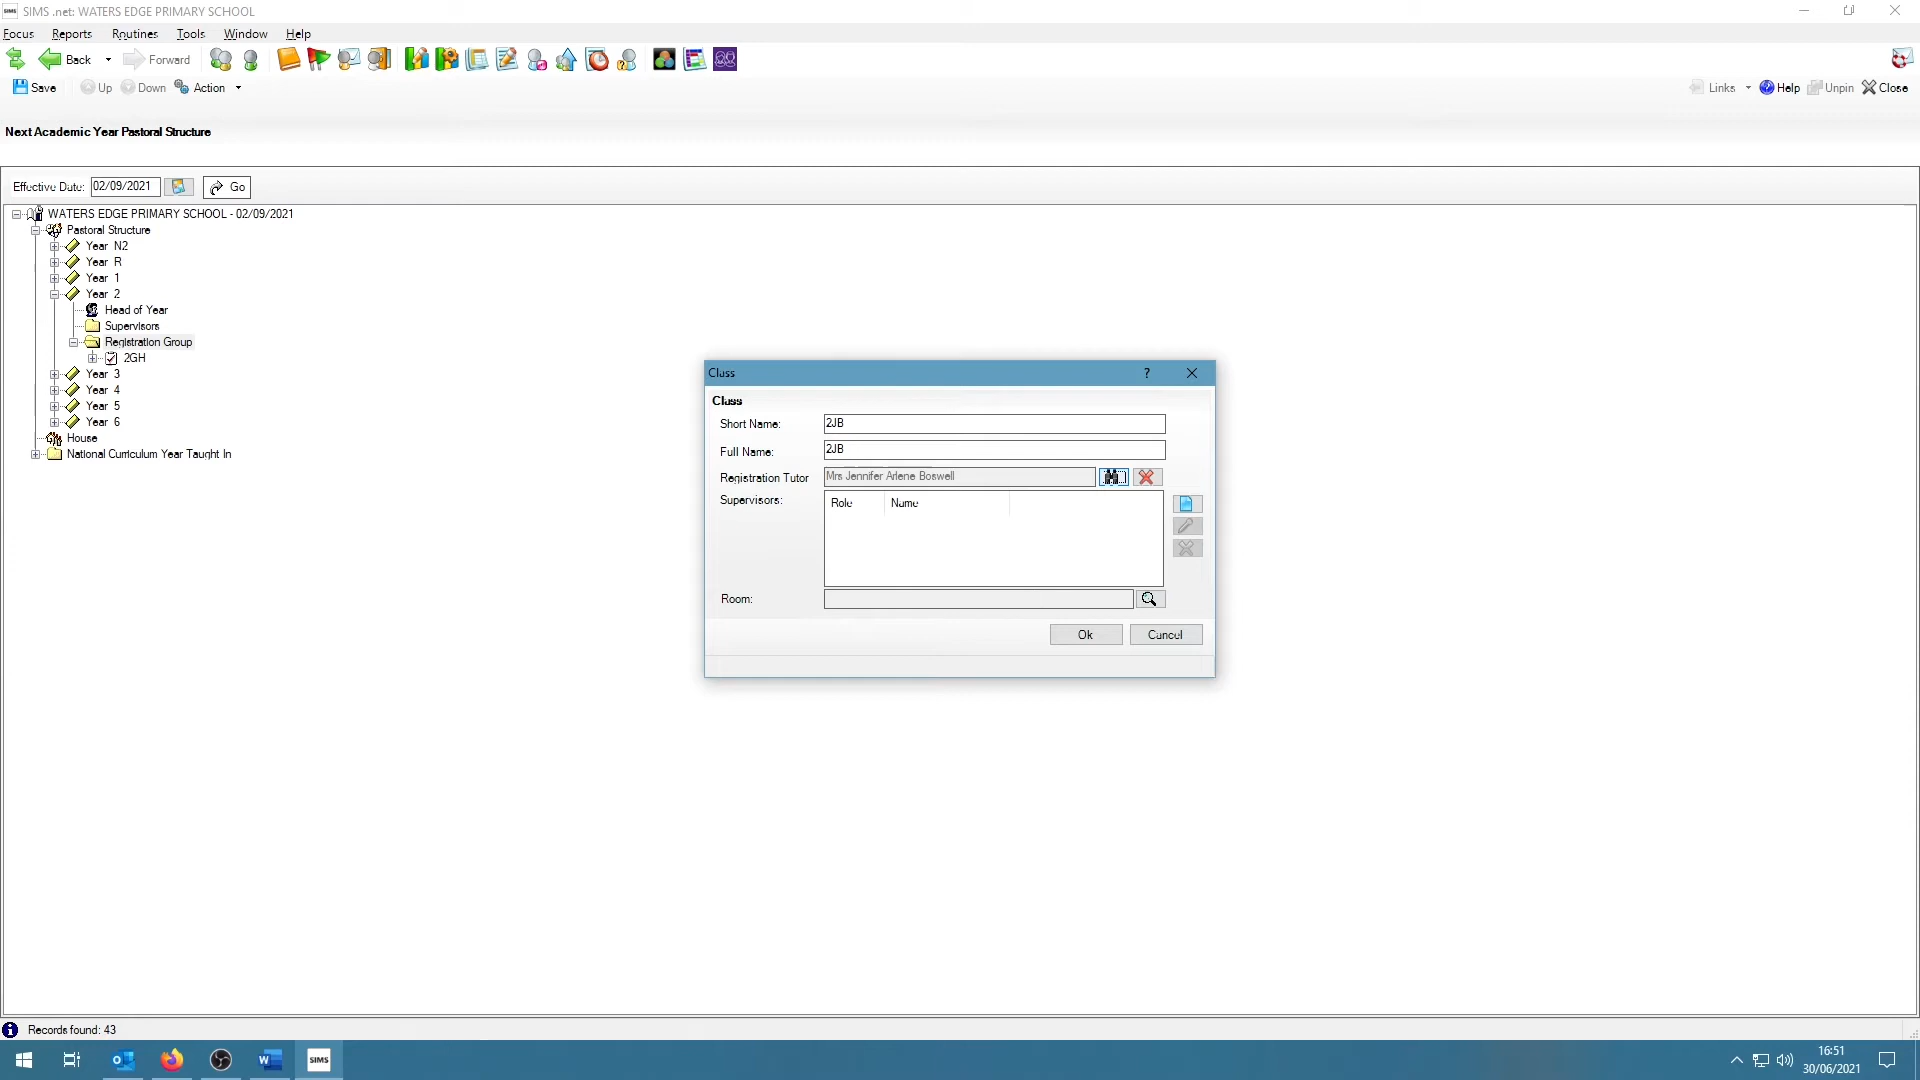 SIMS .net: WATERS EDGE PRIMARY SCHOOL
Focus Reports Routines Tools Window Help
Back Forward
Save Up Down Action Links Help Unpin Close
Next Academic Year Pastoral Structure
Effective Date: 02/09/2021 Go
WATERS EDGE PRIMARY SCHOOL - 02/09/2021
Pastoral Structure
Year N2
Year R
Year 1
Year 2
Head of Year
Supervisors
Registration Group
2GH
Year 3
Year 4
Year 5
Year 6
House
National Curriculum Year Taught In
Class
Class
Short Name: 2JB
Full Name: 2JB
Registration Tutor Mrs Jennifer Arlene Boswell
Supervisors: Role Name
Room:
Ok Cancel
Records found: 43
SIMS
16:51
30/06/2021